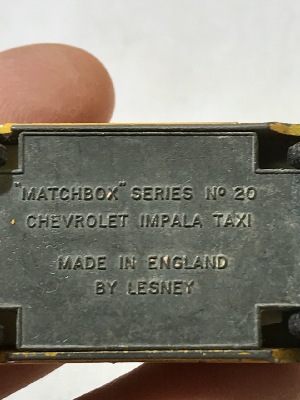 "MATCHBOX" SERIES No 20
CHEVROLET IMPALA TAXI
MADE IN ENGLAND
BY LESNEY